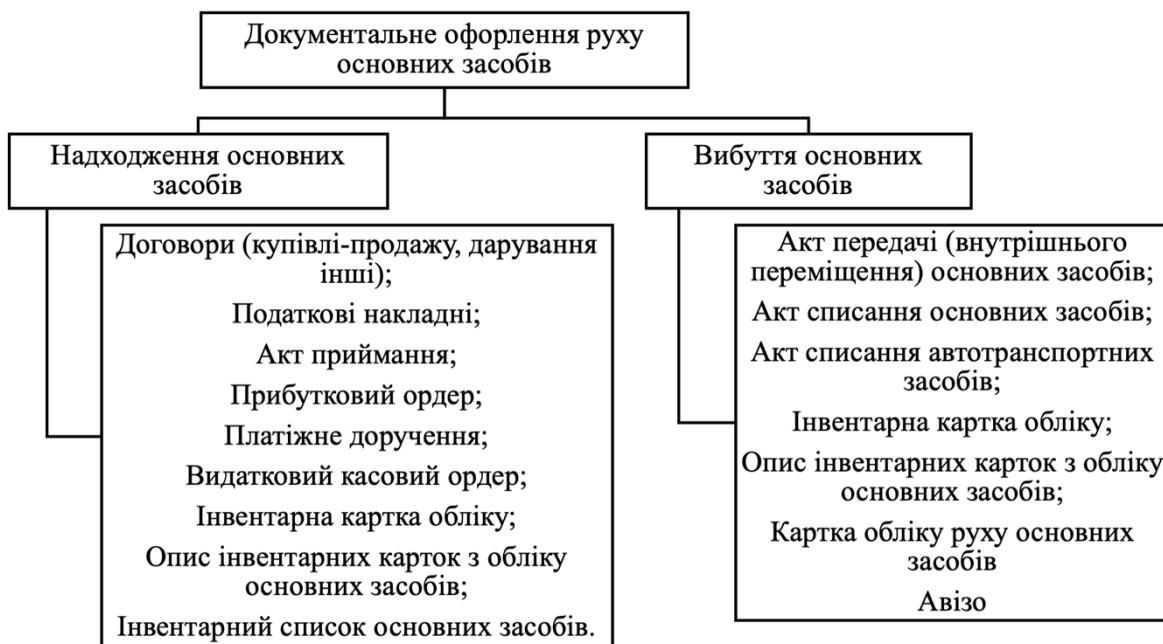 Документальне офорлення руху
основних засобів
Надходження основних
засобів
Вибуття основних
засобів
Договори (купівлі-продажу, дарування
інші);
Податкові накладні;
Акт приймання;
Прибутковий ордер;
Платіжне доручення;
Видатковий касовий ордер;
Інвентарна картка обліку;
Опис інвентарних карток з обліку
основних засобів;
Інвентарний список основних засобів.
Акт передачі (внутрішнього
переміщення) основних засобів;
Акт списання основних засобів;
Акт списання автотранспортних
засобів;
Інвентарна картка обліку;
Опис інвентарних карток з обліку
основних засобів;
Картка обліку руху основних
засобів
Авізо